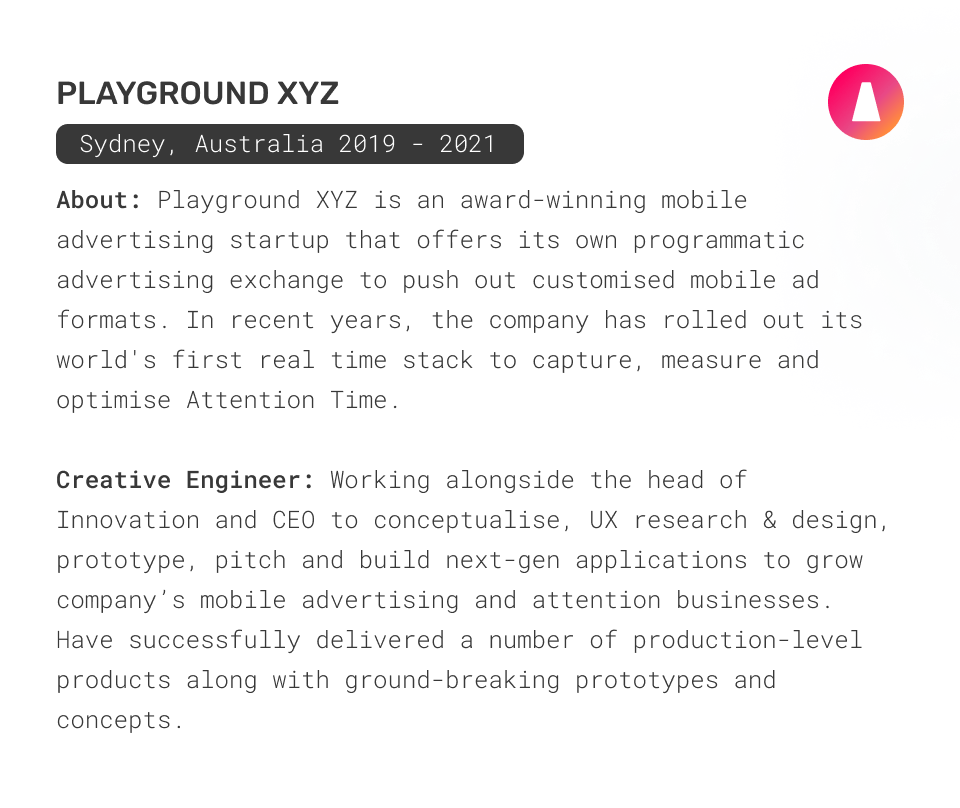 PLAYGROUND XYZ
Sydney, Australia 2019 - 2021
About: Playground XYZ is an award-winning mobile
advertising startup that offers its own programmatic
advertising exchange to push out customised mobile ad
formats. In recent years, the company has rolled out its
world's first real time stack to capture, measure and
optimise Attention Time.
Creative Engineer: Working alongside the head of
Innovation and CEO to conceptualise, UX research & design,
prototype, pitch and build next-gen applications to grow
company’s mobile advertising and attention businesses.
Have successfully delivered a number of production-level
products along with ground-breaking prototypes and
concepts.